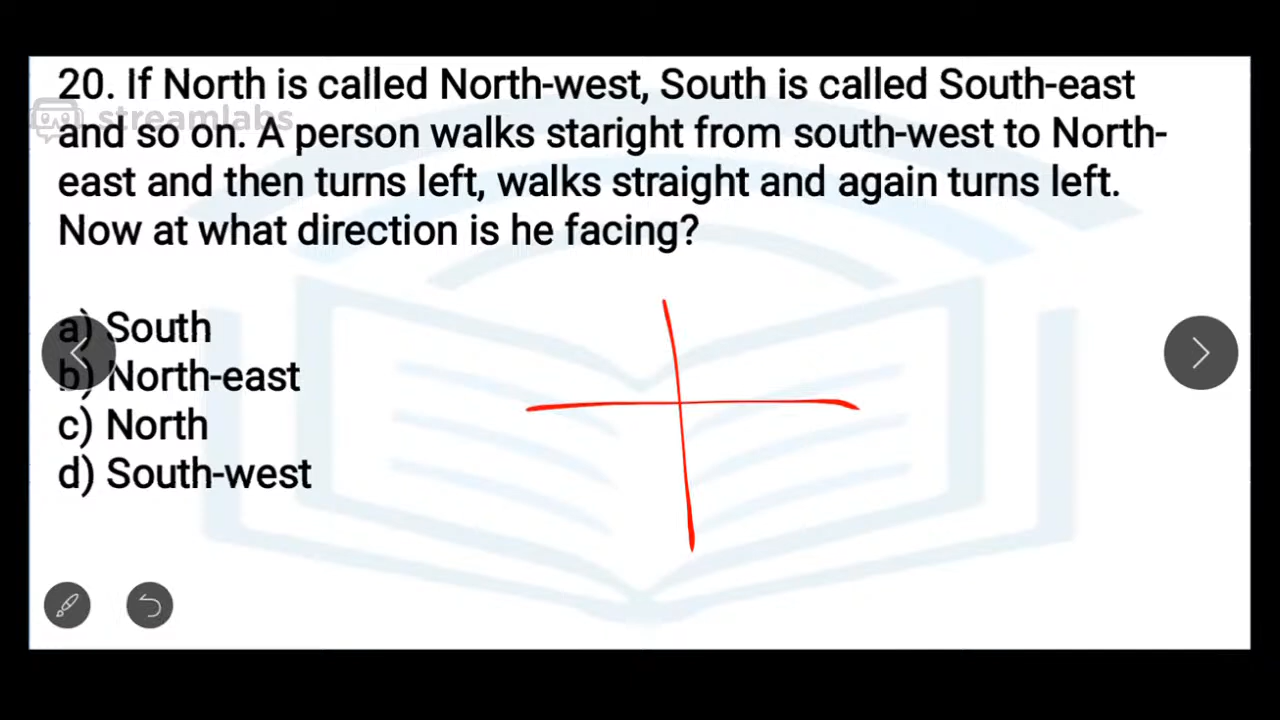 20. If North is called North-west, South is called South-east
streamlabs
and so on. A person walks staright from south-west to North-
east and then turns left, walks straight and again turns left.
Now at what direction is he facing?
a) South
b) North-east
c) North
d) South-west